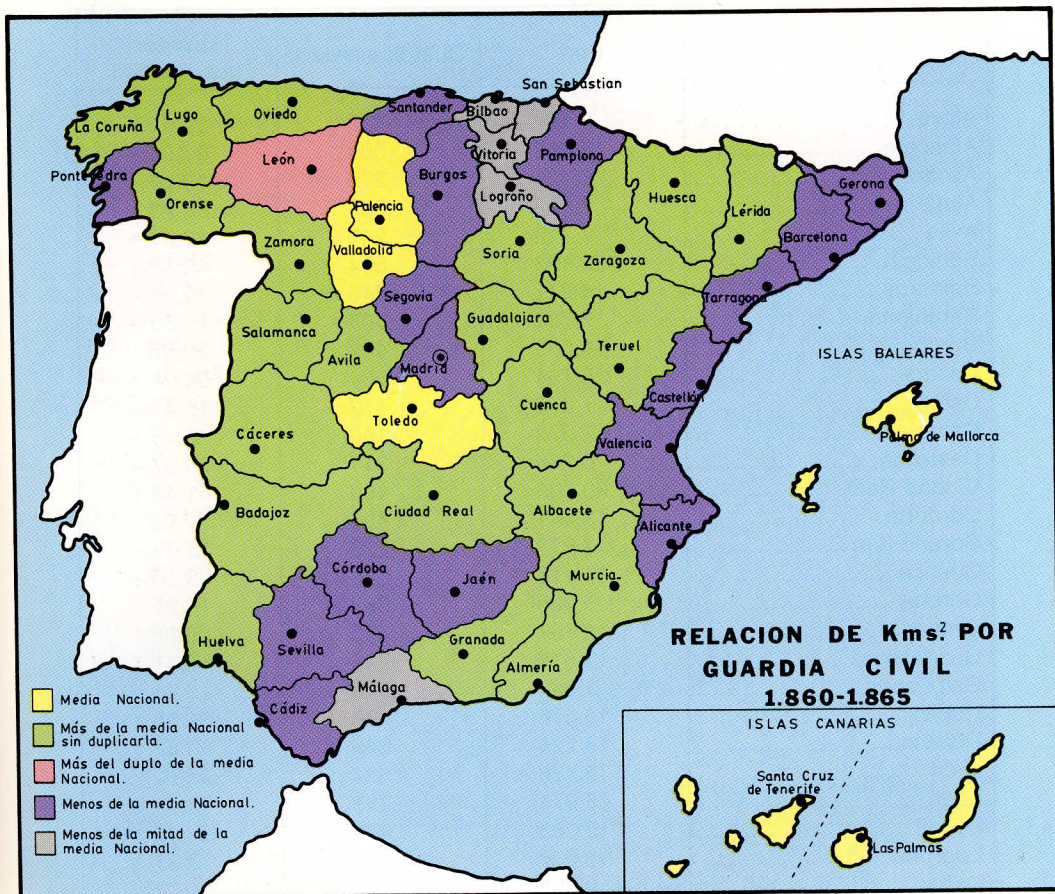 San Sebastián
Santander
Bilbao
Oviedo
Lugo
La Coruña
León
Vitoria
Pamplona
Pontevedra
Burgos
Logroño
Huesca
Gerona
Orense
Palencia
Lérida
Zamora
Valladolid
Soria
Zaragoza
Barcelona
Segovia
Tarragona
Salamanca
Guadalajara
Avila
Madrid
Teruel
ISLAS BALEARES
Castellón
Cuenca
Toledo
Cáceres
Valencia
Palma de Mallorca
Badajoz
Ciudad Real
Albacete
Alicante
Córdoba
Jaén
Murcia
Huelva
Sevilla
Granada
Almería
Málaga
Cádiz
RELACION DE Kms.² POR
GUARDIA CIVIL
1.860-1.865
Media Nacional.
Más de la media Nacional
sin duplicarla.
Más del duplo de la media
Nacional.
Menos de la media Nacional.
Menos de la mitad de la
media Nacional.
ISLAS CANARIAS
Santa Cruz
de Tenerife
Las Palmas